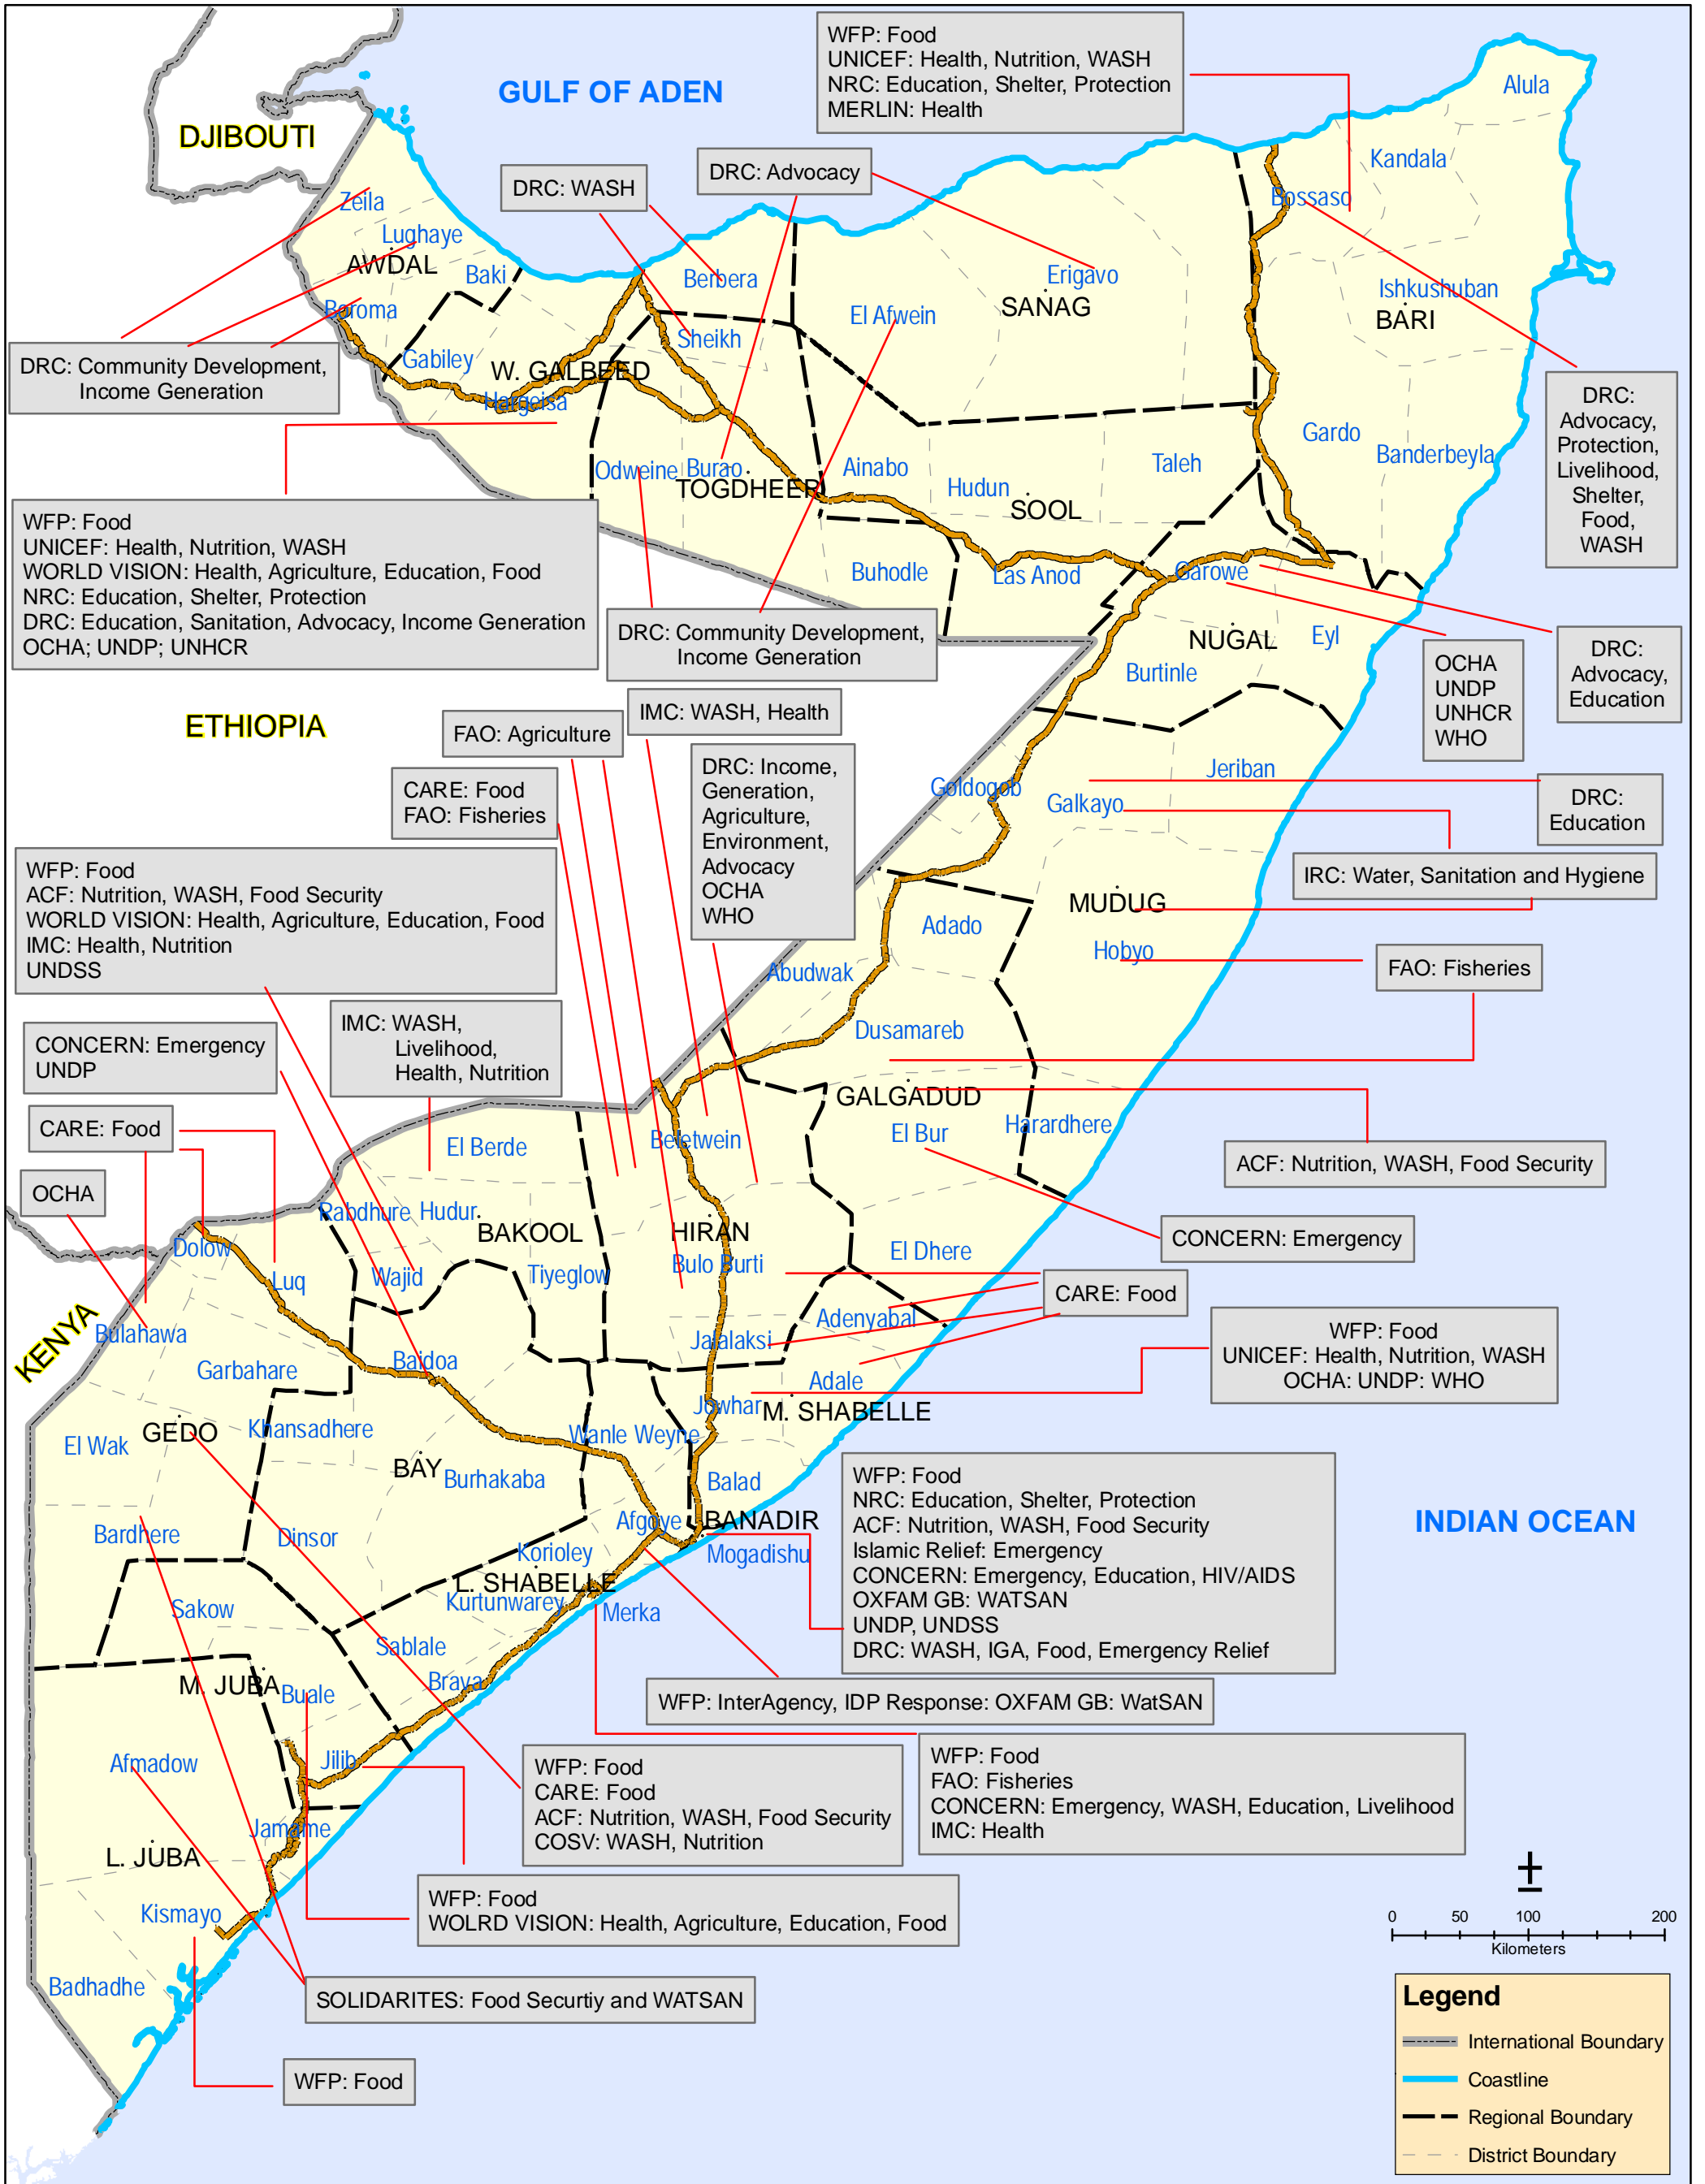 WFP: Food
UNICEF: Health, Nutrition, WASH
NRC: Education, Shelter, Protection
MERLIN: Health
GULF OF ADEN
Alula
DJIBOUTI
Kandala
DRC: Advocacy
DRC: WASH
Zeila
Bossaso
Lughaye
AWDAL
Baki
Berbera
Erigavo
SANAG
Ishkushuban
BARI
Boroma
El Afwein
Sheikh
Gabiley
W. GALBEED
Hargeisa
DRC: Community Development,
Income Generation
DRC:
Advocacy,
Protection,
Livelihood,
Shelter,
Food,
WASH
Gardo
Banderbeyla
Odweine
Burao
TOGDHEER
Ainabo
Hudun
Taleh
SOOL
WFP: Food
UNICEF: Health, Nutrition, WASH
WORLD VISION: Health, Agriculture, Education, Food
NRC: Education, Shelter, Protection
DRC: Education, Sanitation, Advocacy, Income Generation
OCHA; UNDP; UNHCR
Buhodle
Las Anod
Garowe
DRC: Community Development,
Income Generation
NUGAL
Eyl
Burtinle
OCHA
UNDP
UNHCR
WHO
DRC:
Advocacy,
Education
ETHIOPIA
IMC: WASH, Health
FAO: Agriculture
CARE: Food
FAO: Fisheries
DRC: Income,
Generation,
Agriculture,
Environment,
Advocacy
OCHA
WHO
Goldogob
Jeriban
Galkayo
DRC:
Education
IRC: Water, Sanitation and Hygiene
MUDUG
WFP: Food
ACF: Nutrition, WASH, Food Security
WORLD VISION: Health, Agriculture, Education, Food
IMC: Health, Nutrition
UNDSS
Adado
Hobyo
Abudwak
FAO: Fisheries
Dusamareb
IMC: WASH,
Livelihood,
Health, Nutrition
CONCERN: Emergency
UNDP
GALGADUD
CARE: Food
El Berde
Beletwein
El Bur
Harardhere
ACF: Nutrition, WASH, Food Security
OCHA
Rabdhure
Hudur
BAKOOL
HIRAN
CONCERN: Emergency
Dolow
Luq
Wajid
Tiyeglow
Bulo Burti
El Dhere
CARE: Food
KENYA
Bulahawa
Adenyabal
Jalalaksi
WFP: Food
UNICEF: Health, Nutrition, WASH
OCHA: UNDP: WHO
Garbahare
Baidoa
Adale
Jowhar
M. SHABELLE
El Wak
GEDO
Khansadhere
Wanle Weyne
BAY
Burhakaba
Balad
WFP: Food
NRC: Education, Shelter, Protection
ACF: Nutrition, WASH, Food Security
Islamic Relief: Emergency
CONCERN: Emergency, Education, HIV/AIDS
OXFAM GB: WATSAN
UNDP, UNDSS
DRC: WASH, IGA, Food, Emergency Relief
INDIAN OCEAN
Bardhere
Dinsor
Afgoye
BANADIR
Mogadishu
Korioley
L. SHABELLE
Kurtunwarey
Merka
Sakow
Sablale
Brava
WFP: InterAgency, IDP Response: OXFAM GB: WatSAN
M. JUBA
Buale
Afmadow
Jilib
WFP: Food
CARE: Food
ACF: Nutrition, WASH, Food Security
COSV: WASH, Nutrition
WFP: Food
FAO: Fisheries
CONCERN: Emergency, WASH, Education, Livelihood
IMC: Health
Jamame
L. JUBA
Kismayo
WFP: Food
WOLRD VISION: Health, Agriculture, Education, Food
Badhadhe
SOLIDARITES: Food Securtiy and WATSAN
WFP: Food
±
0 50 100 200
Kilometers
Legend
International Boundary
Coastline
Regional Boundary
District Boundary